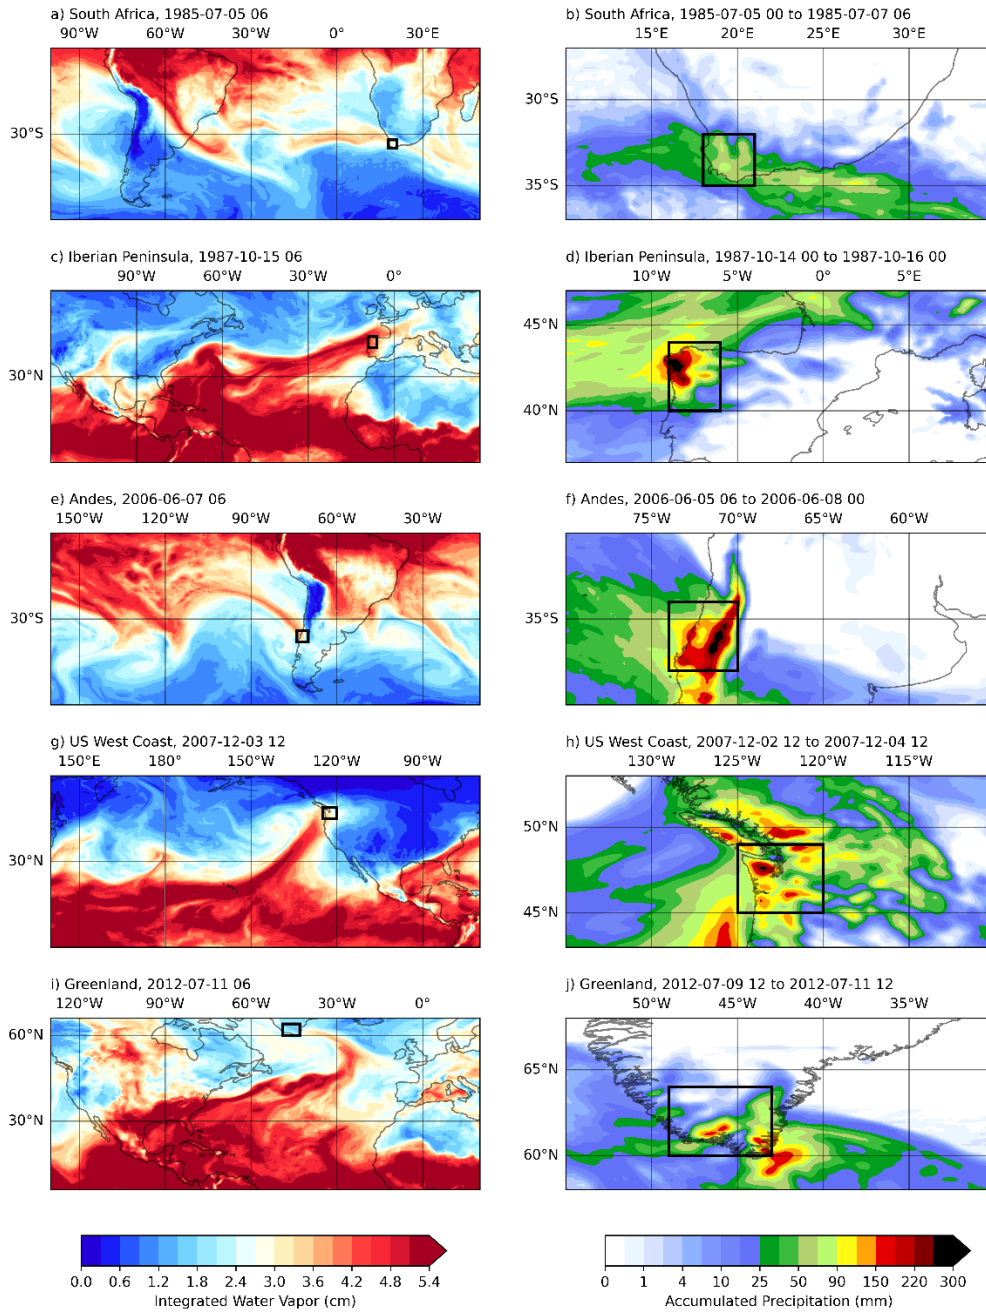 a) South Africa, 1985-07-05 06
90°W 60°W 30°W 0° 30°E
30°S
b) South Africa, 1985-07-05 00 to 1985-07-07 06
15°E 20°E 25°E 30°E
30°S
35°S
c) Iberian Peninsula, 1987-10-15 06
90°W 60°W 30°W 0°
30°N
d) Iberian Peninsula, 1987-10-14 00 to 1987-10-16 00
10°W 5°W 0° 5°E
45°N
40°N
e) Andes, 2006-06-07 06
150°W 120°W 90°W 60°W 30°W
30°S
f) Andes, 2006-06-05 06 to 2006-06-08 00
75°W 70°W 65°W 60°W
35°S
g) US West Coast, 2007-12-03 12
150°E 180° 150°W 120°W 90°W
30°N
h) US West Coast, 2007-12-02 12 to 2007-12-04 12
130°W 125°W 120°W 115°W
50°N
45°N
i) Greenland, 2012-07-11 06
120°W 90°W 60°W 30°W 0°
60°N
30°N
j) Greenland, 2012-07-09 12 to 2012-07-11 12
50°W 45°W 40°W 35°W
65°N
60°N
0.0 0.6 1.2 1.8 2.4 3.0 3.6 4.2 4.8 5.4
Integrated Water Vapor (cm)
0 1 4 10 25 50 90 150 220 300
Accumulated Precipitation (mm)